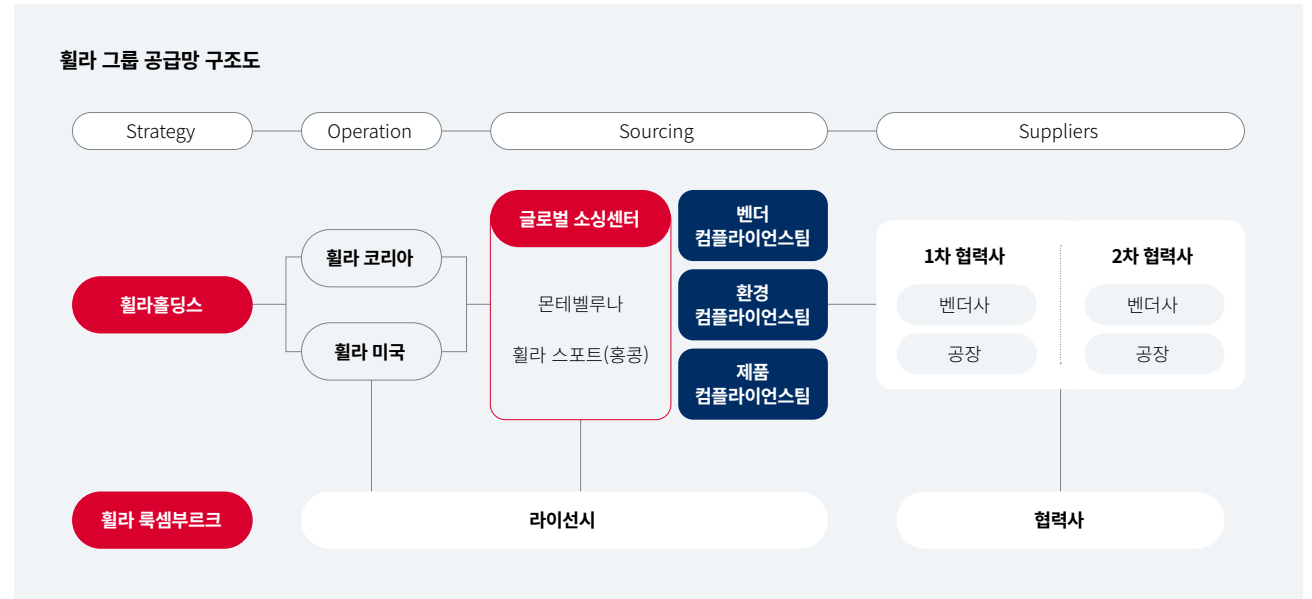 휠라 그룹 공급망 구조도
Strategy
Operation
Sourcing
Suppliers
휠라홀딩스
휠라 코리아
휠라 미국
글로벌 소싱센터
몬테벨루나
휠라 스포트(홍콩)
벤더
컴플라이언스팀
환경
컴플라이언스팀
제품
컴플라이언스팀
1차 협력사
벤더사
공장
2차 협력사
벤더사
공장
휠라 룩셈부르크
라이선시
협력사